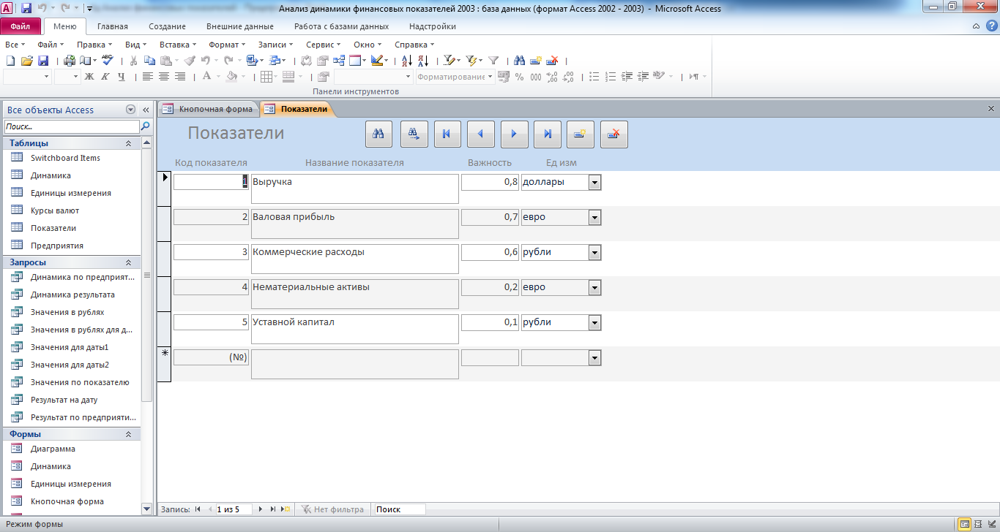 Анализ динамики финансовых показателей 2003 : база данных (формат Access 2002 - 2003) - Microsoft Access
Файл Меню Главная Создание Внешние данные Работа с базами данных Надстройки
Все Файл Правка Вид Вставка Формат Записи Сервис Окно Справка
Ж К Ч Форматирование % 000
Панели инструментов
Все объекты Access
Поиск...
Таблицы
Switchboard Items
Динамика
Единицы измерения
Курсы валют
Показатели
Предприятия
Запросы
Динамика по предприят...
Динамика результата
Значения в рублях
Значения в рублях для д...
Значения для даты1
Значения для даты2
Значения по показателю
Результат на дату
Результат по предприяти...
Формы
Диаграмма
Динамика
Единицы измерения
Кнопочная форма
Кнопочная форма Показатели
Показатели
Код показателя Название показателя Важность Ед изм
1 Выручка 0,8 доллары
2 Валовая прибыль 0,7 евро
3 Коммерческие расходы 0,6 рубли
4 Нематериальные активы 0,2 евро
5 Уставной капитал 0,1 рубли
(№)
Запись: 1 из 5 Нет фильтра Поиск
Режим формы